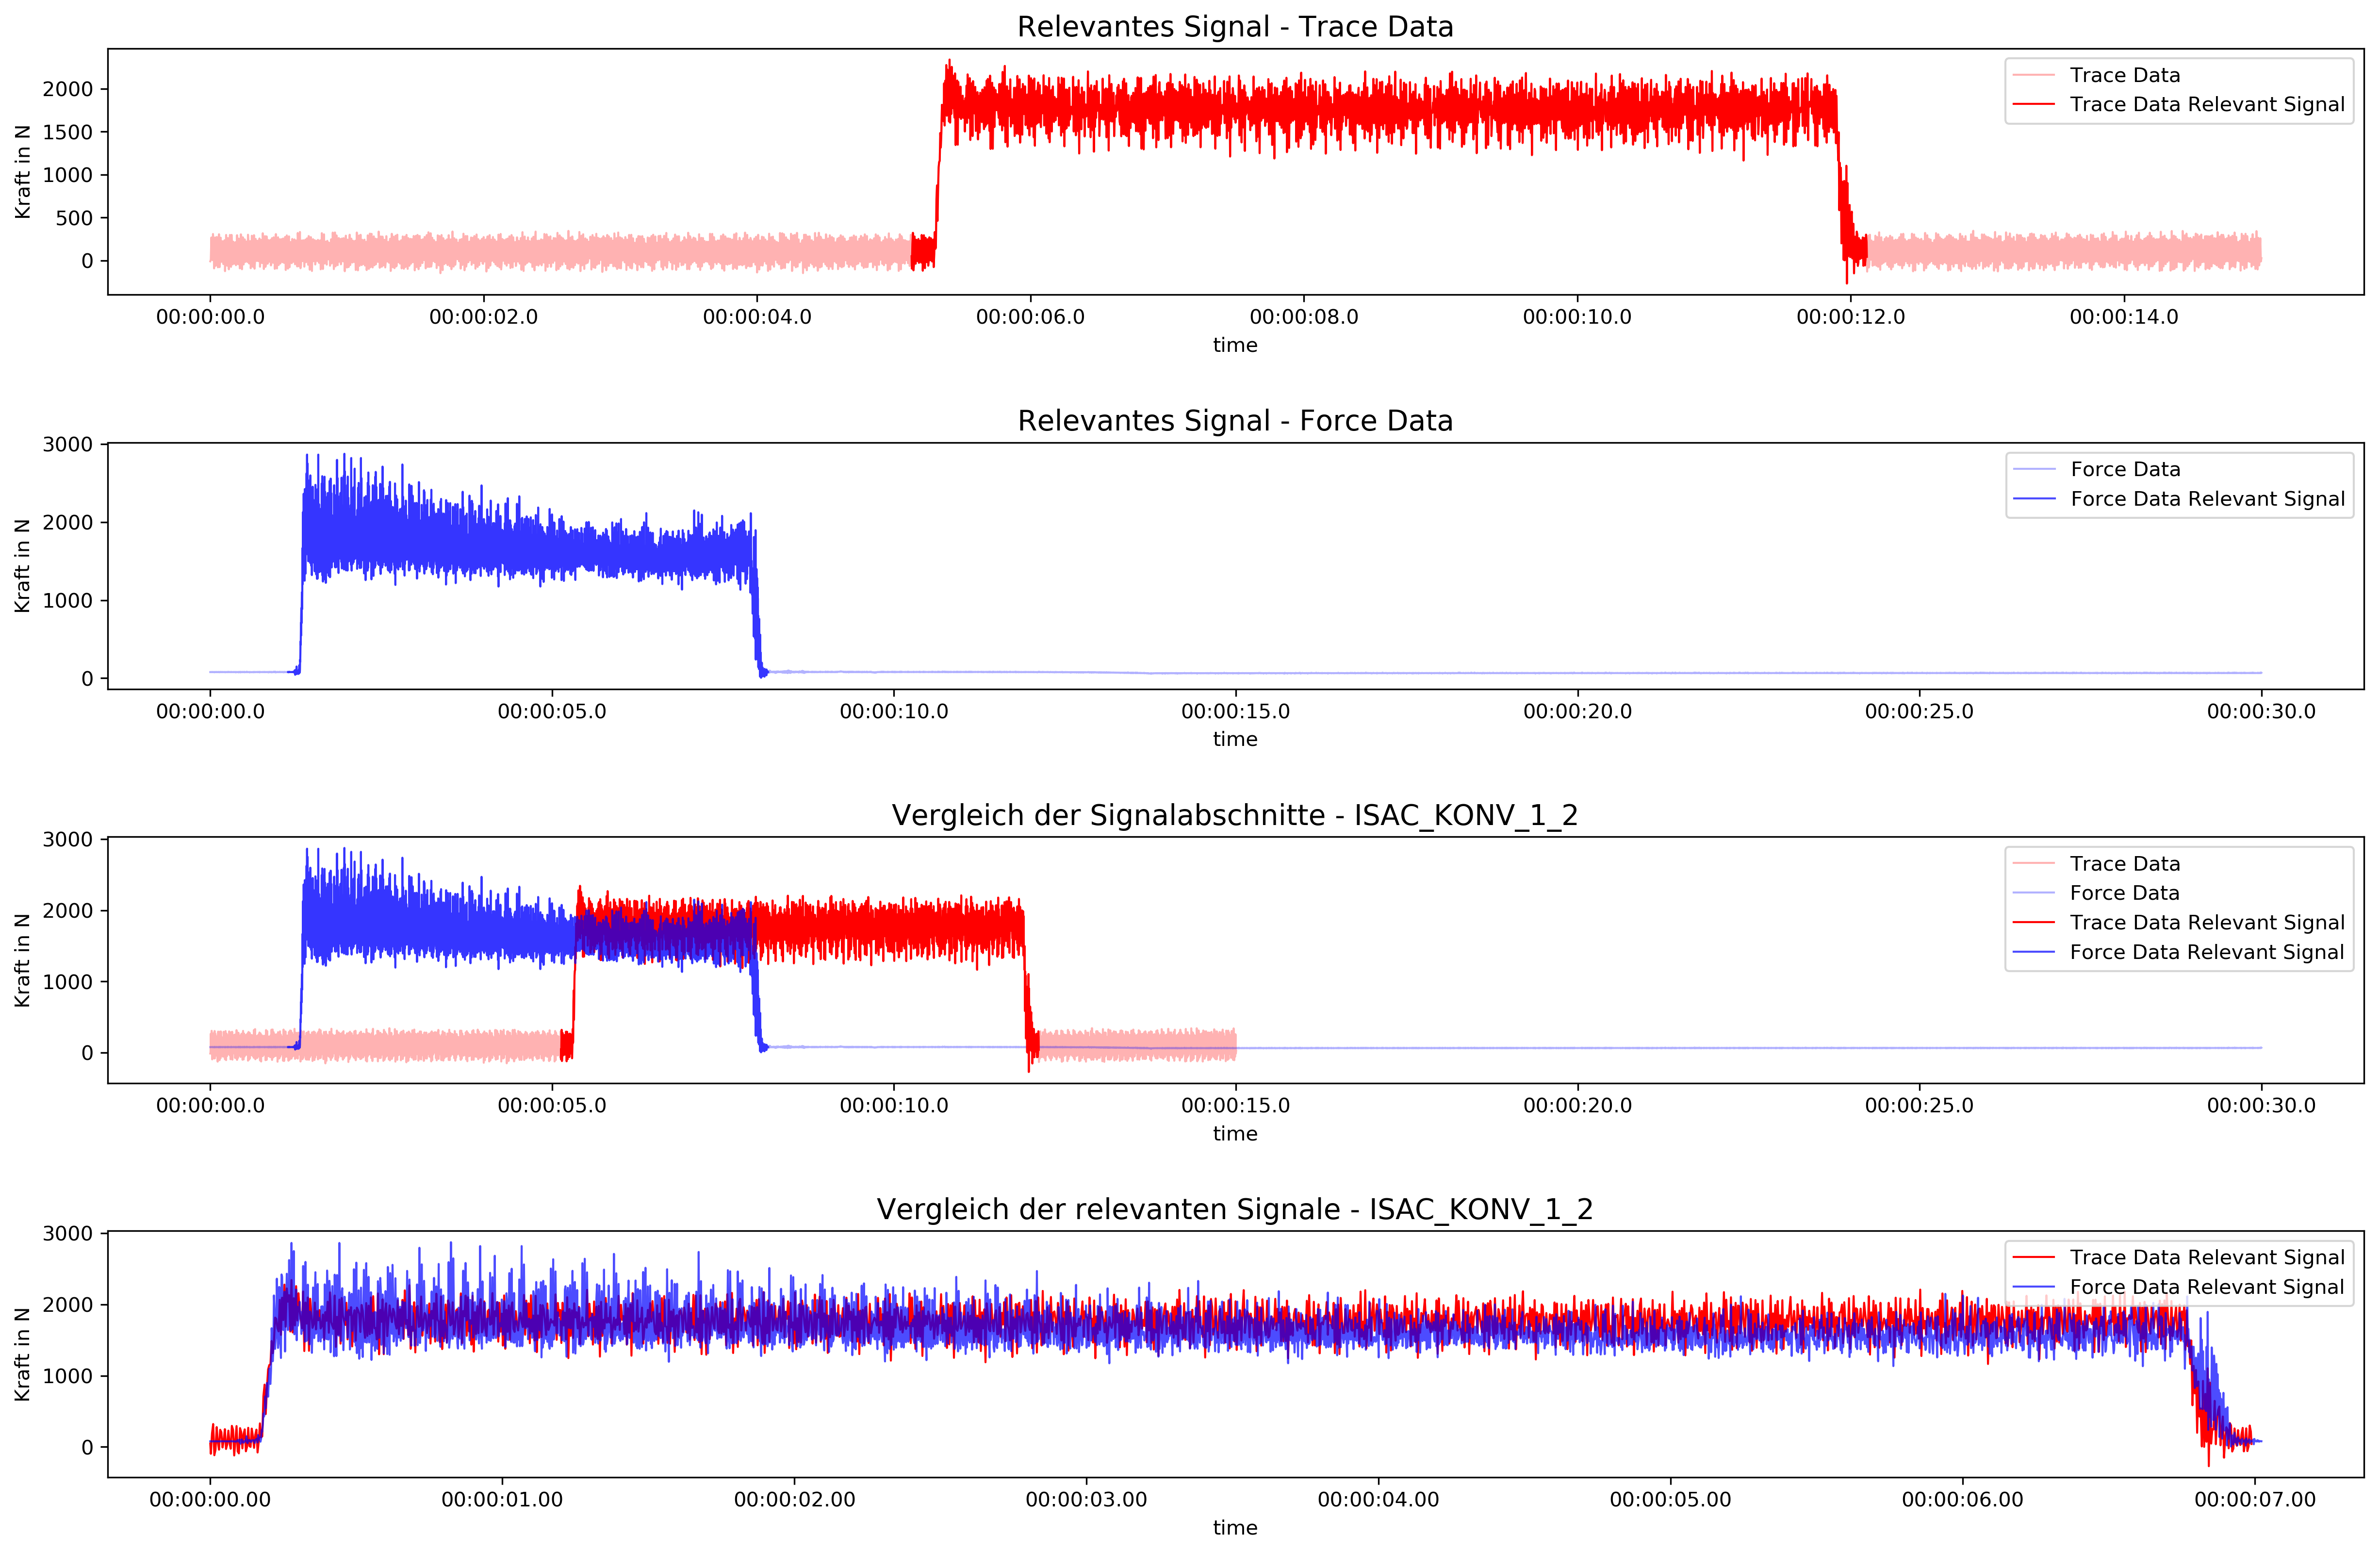 Relevantes Signal - Trace Data
Kraft in N
2000
1500
1000
500
0
Trace Data
Trace Data Relevant Signal
00:00:00.0 00:00:02.0 00:00:04.0 00:00:06.0 00:00:08.0 00:00:10.0 00:00:12.0 00:00:14.0
time
Relevantes Signal - Force Data
Kraft in N
3000
2000
1000
0
Force Data
Force Data Relevant Signal
00:00:00.0 00:00:05.0 00:00:10.0 00:00:15.0 00:00:20.0 00:00:25.0 00:00:30.0
time
Vergleich der Signalabschnitte - ISAC_KONV_1_2
Kraft in N
3000
2000
1000
0
Trace Data
Force Data
Trace Data Relevant Signal
Force Data Relevant Signal
00:00:00.0 00:00:05.0 00:00:10.0 00:00:15.0 00:00:20.0 00:00:25.0 00:00:30.0
time
Vergleich der relevanten Signale - ISAC_KONV_1_2
Kraft in N
3000
2000
1000
0
Trace Data Relevant Signal
Force Data Relevant Signal
00:00:00.00 00:00:01.00 00:00:02.00 00:00:03.00 00:00:04.00 00:00:05.00 00:00:06.00 00:00:07.00
time